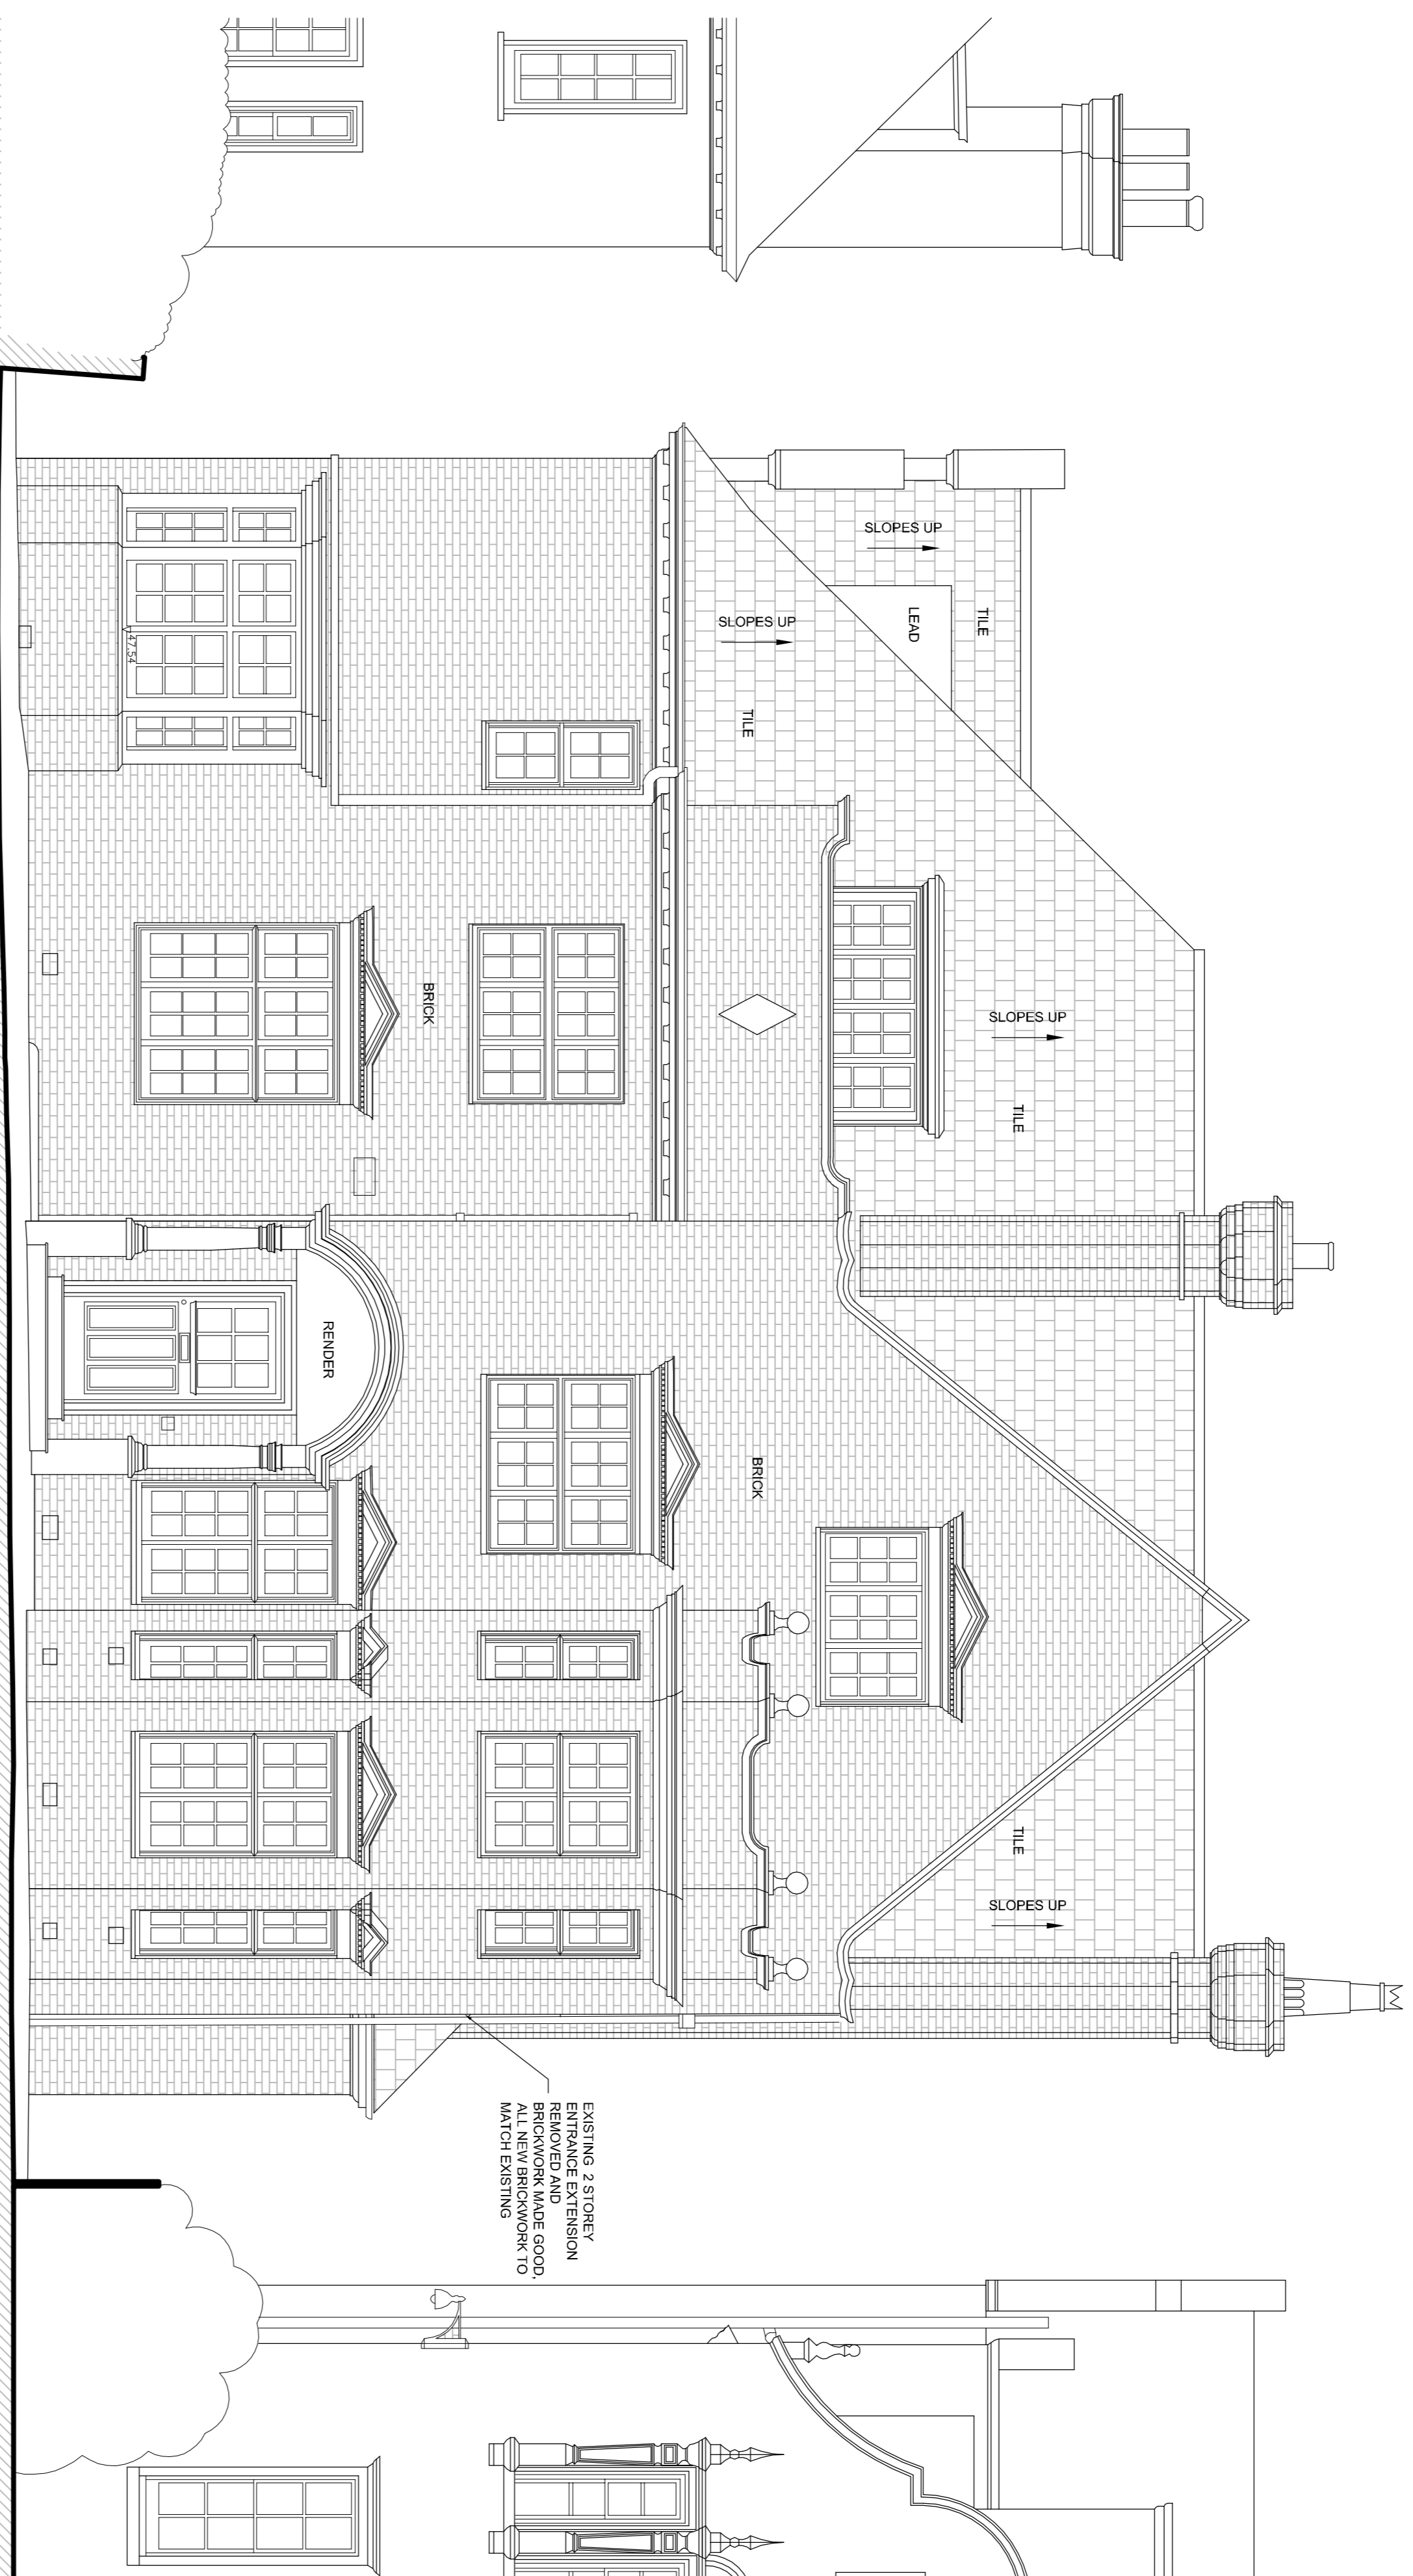 SLOPES UP
TILE
LEAD
SLOPES UP
TILE
47.54
SLOPES UP
TILE
BRICK
RENDER
BRICK
TILE
SLOPES UP
EXISTING 2 STOREY
ENTRANCE EXTENSION
REMOVED AND
BRICKWORK MADE GOOD,
ALL NEW BRICKWORK TO
MATCH EXISTING